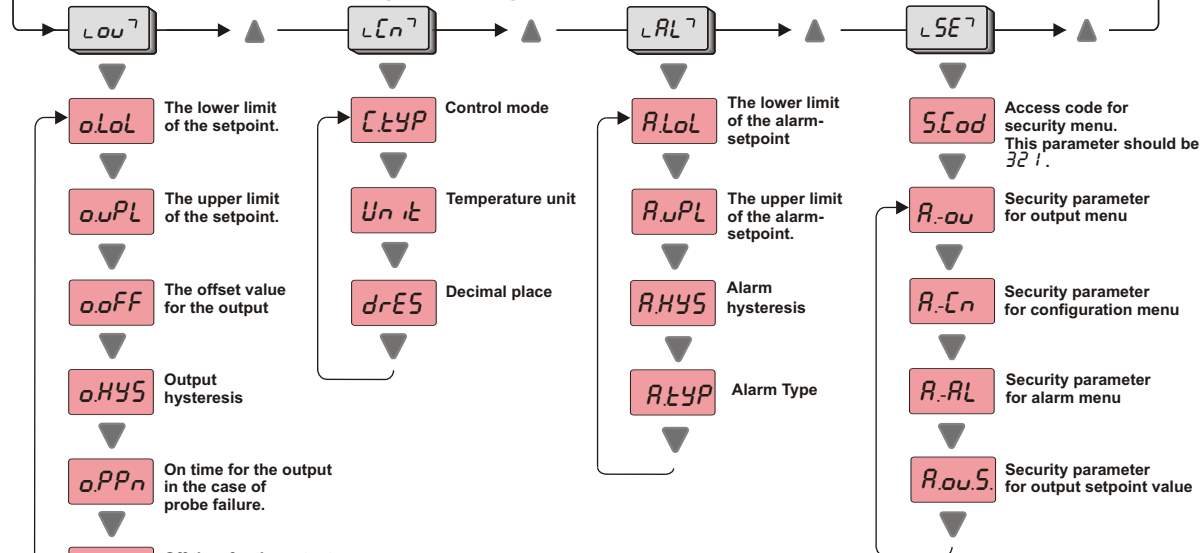 ou
Cn
AL
SE
o.LoL
The lower limit
of the setpoint.
o.uPL
The upper limit
of the setpoint.
o.oFF
The offset value
for the output
o.HYS
Output
hysteresis
o.PPn
On time for the output
in the case of
probe failure.
C.tYP
Control mode
Unit
Temperature unit
drES
Decimal place
A.LoL
The lower limit
of the alarm-
setpoint
A.uPL
The upper limit
of the alarm-
setpoint.
A.HYS
Alarm
hysteresis
A.tYP
Alarm Type
S.Cod
Access code for
security menu.
This parameter should be
321.
A.-ou
Security parameter
for output menu
A.-Cn
Security parameter
for configuration menu
A.-AL
Security parameter
for alarm menu
A.ou.S.
Security parameter
for output setpoint value